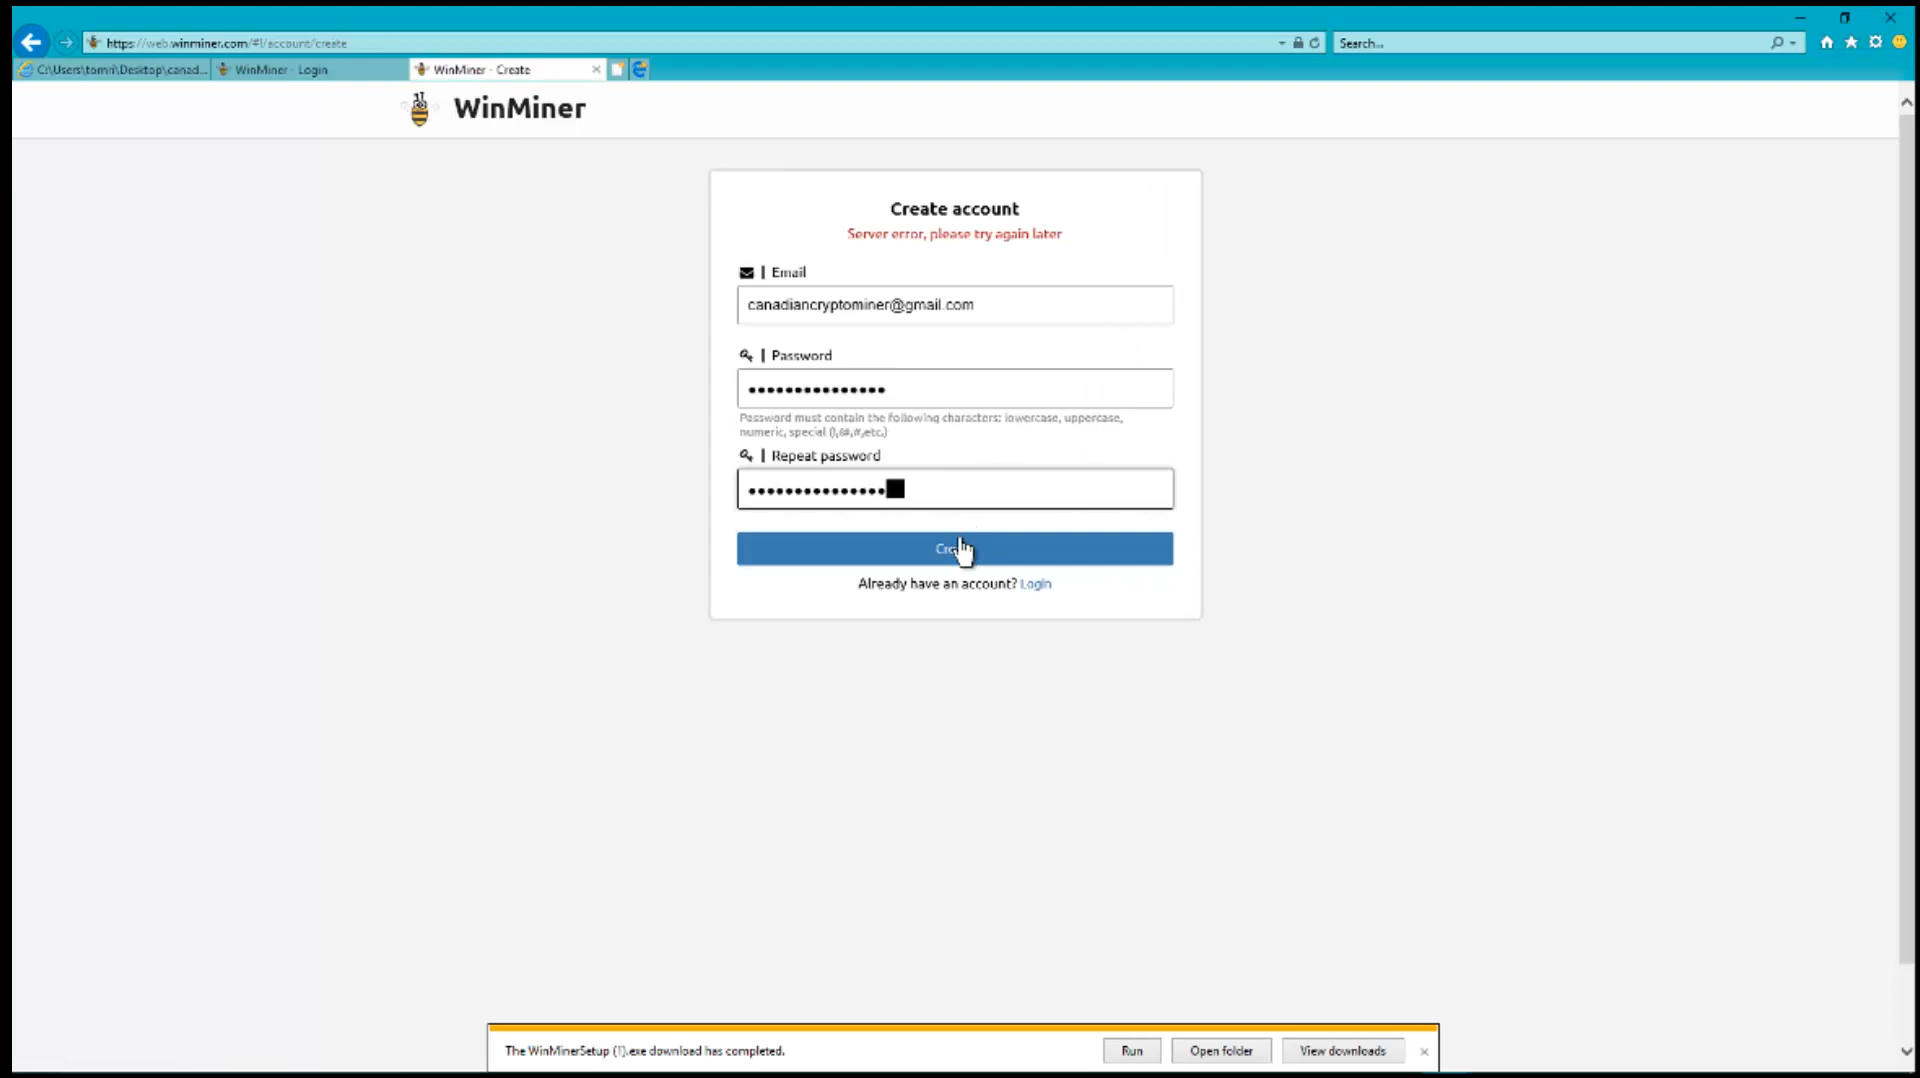 https://web.winminer.com/#!/account/create
Search...
C:\Users\tomn\Desktop\canad...
WinMiner - Login
WinMiner - Create
WinMiner
Create account
Server error, please try again later
| Email
canadiancryptominer@gmail.com
| Password
Password must contain the following characters: lowercase, uppercase,
numeric, special (!,@#,#,etc.)
| Repeat password
Already have an account? Login
The WinMinerSetup (1).exe download has completed.
Run
Open folder
View downloads